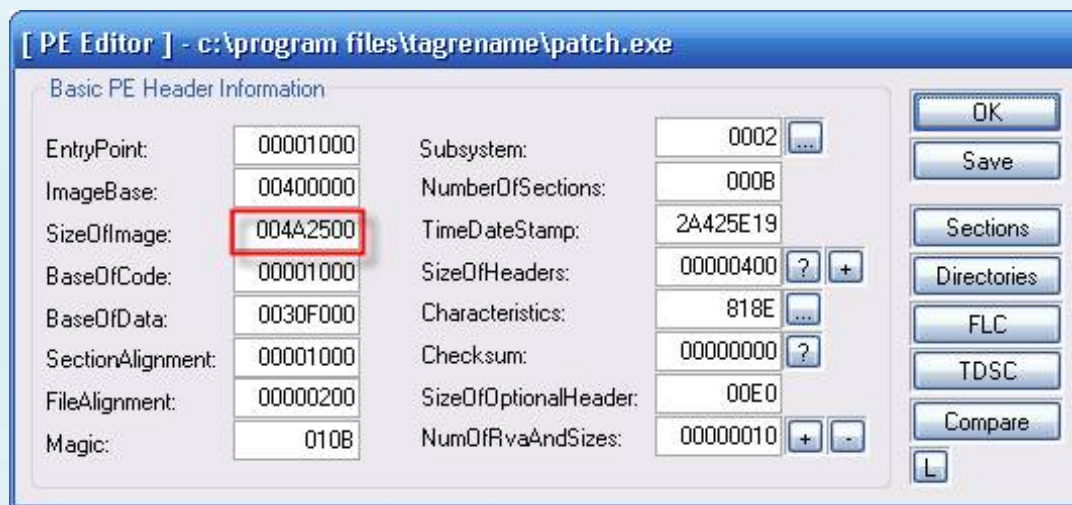 [ PE Editor ] - c:\program files\tagrename\patch.exe
Basic PE Header Information
EntryPoint: 00001000
ImageBase: 00400000
SizeOfImage: 004A2500
BaseOfCode: 00001000
BaseOfData: 0030F000
SectionAlignment: 00001000
FileAlignment: 00000200
Magic: 010B
Subsystem: 0002 ...
NumberOfSections: 000B
TimeDateStamp: 2A425E19
SizeOfHeaders: 00000400 ? +
Characteristics: 818E ...
Checksum: 00000000 ?
SizeOfOptionalHeader: 00E0
NumOfRvaAndSizes: 00000010 + -
OK
Save
Sections
Directories
FLC
TDSC
Compare
L